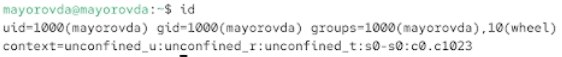 mayorovda@mayorovda:~$ id
uid=1000(mayorovda) gid=1000(mayorovda) groups=1000(mayorovda),10(wheel)
context=unconfined_u:unconfined_r:unconfined_t:s0-s0:c0.c1023